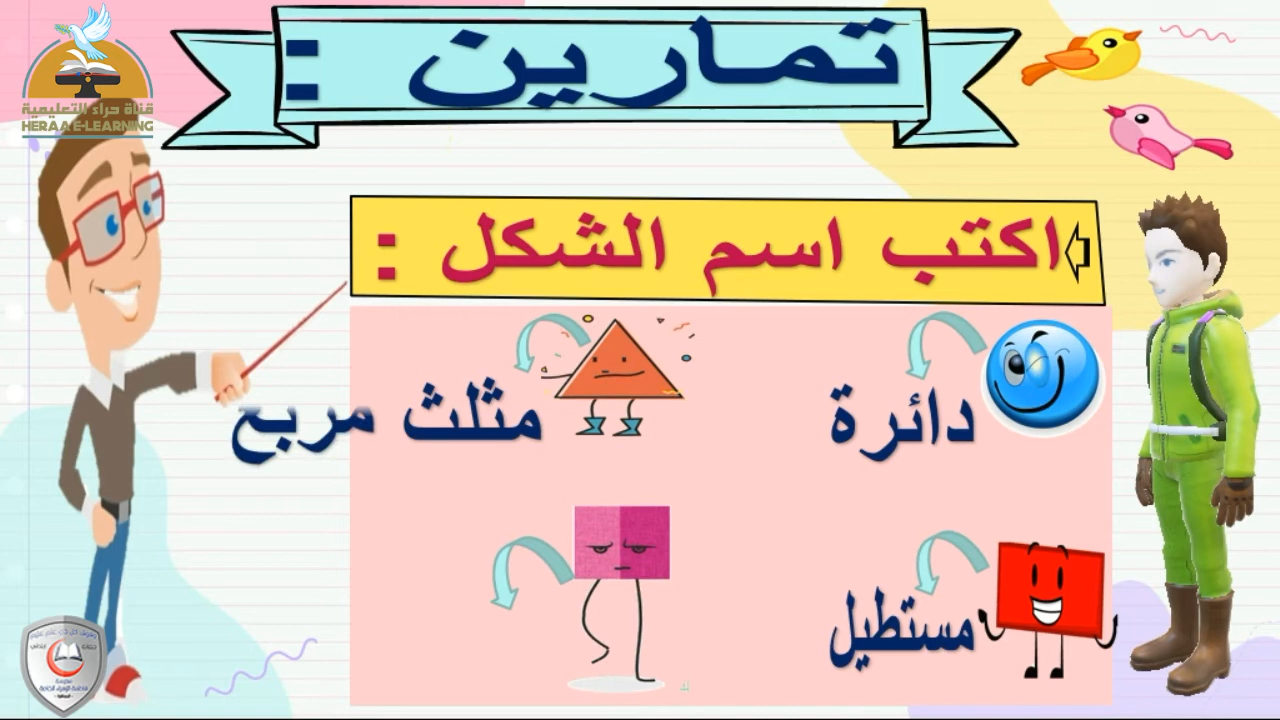 تمارين :
قناة حراء التعليمية
HERAA E-LEARNING
اكتب اسم الشكل :
دائرة
مثلث مربع
مستطيل